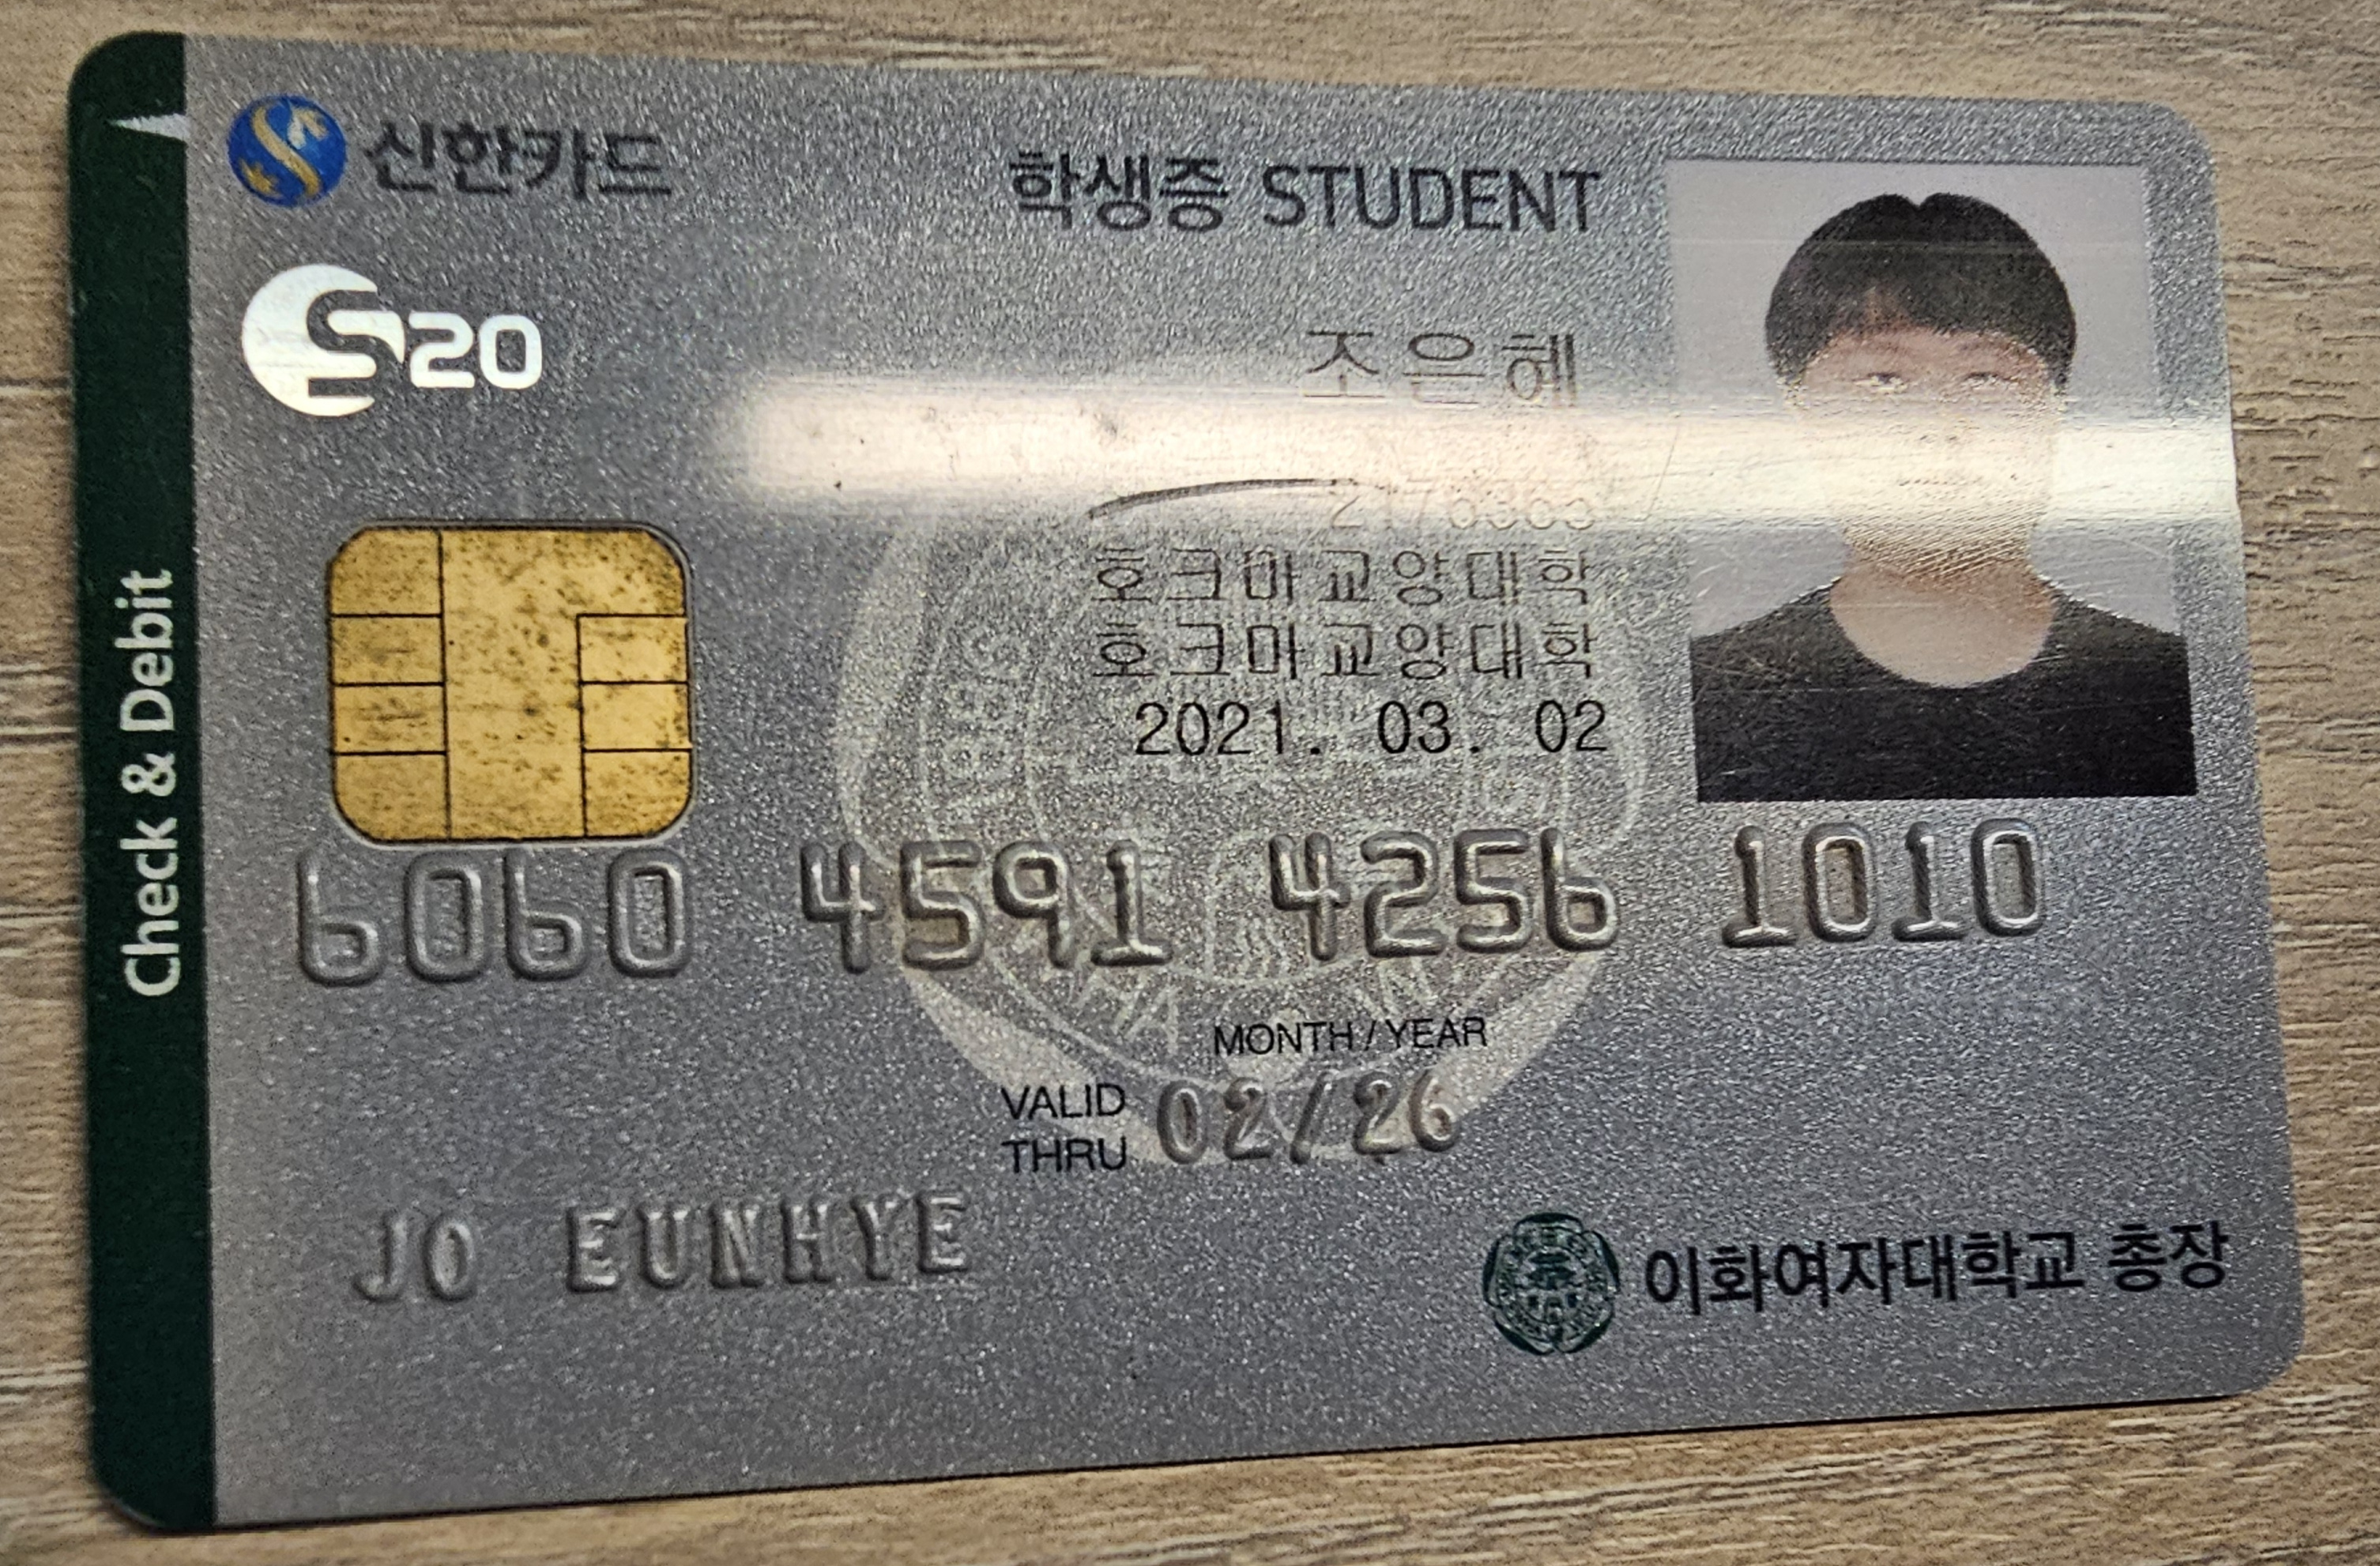 신한카드
학생증 STUDENT
S20
조은혜
호크마교양대학
호크마교양대학
2021. 03. 02
Check & Debit
6060 4591 4256 1010
MONTH / YEAR
VALID THRU 02/26
JO EUNHYE
이화여자대학교 총장